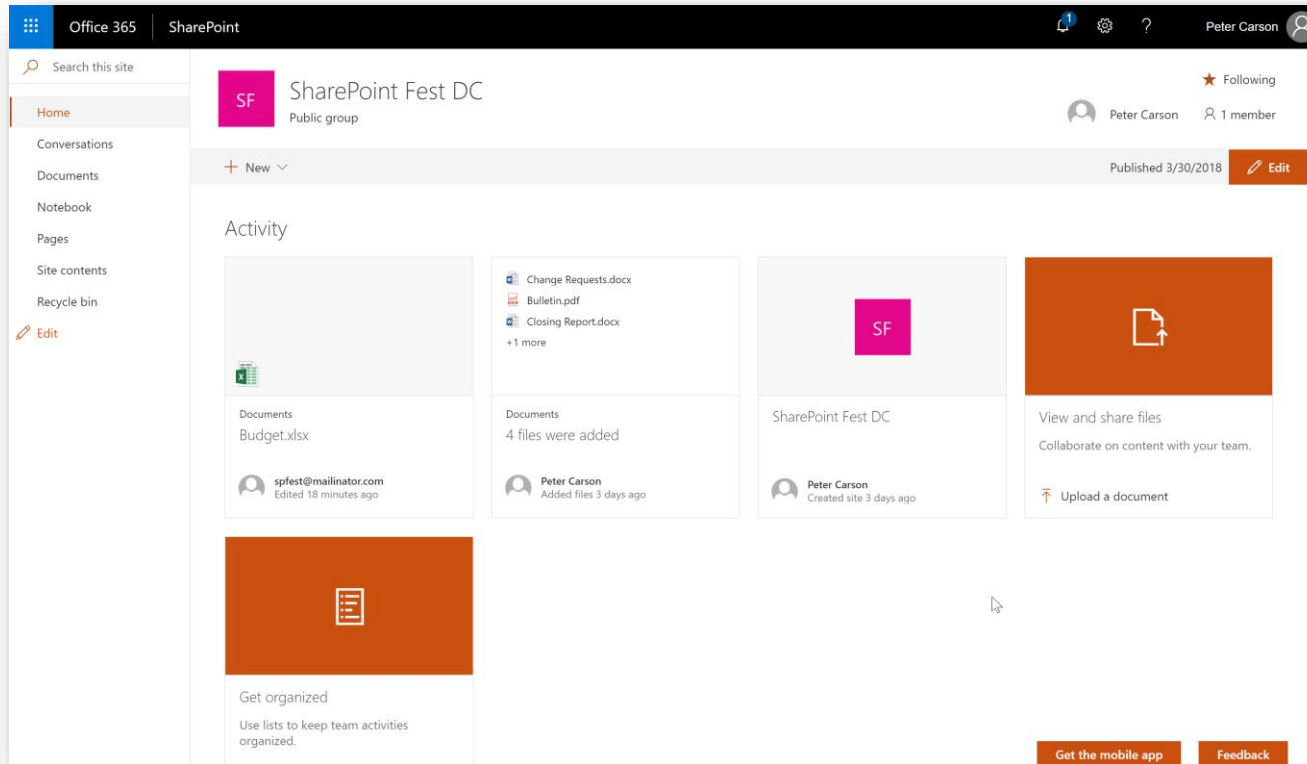 Office 365
SharePoint
1
?
Peter Carson
Search this site
Home
Conversations
Documents
Notebook
Pages
Site contents
Recycle bin
Edit
SF
SharePoint Fest DC
Public group
Following
Peter Carson
1 member
+ New
Published 3/30/2018
Edit
Activity
Documents
Budget.xlsx
spfest@mailinator.com
Edited 18 minutes ago
Change Requests.docx
Bulletin.pdf
Closing Report.docx
+1 more
Documents
4 files were added
Peter Carson
Added files 3 days ago
SF
SharePoint Fest DC
Peter Carson
Created site 3 days ago
View and share files
Collaborate on content with your team.
Upload a document
Get organized
Use lists to keep team activities
organized.
Get the mobile app
Feedback